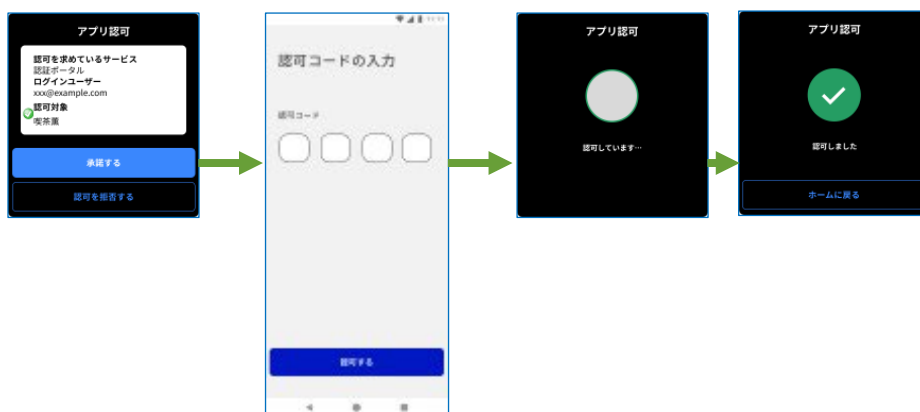 アプリ認可
認可を求めているサービス
認証ポータル
ログインユーザー
xxx@example.com
認可対象
喫茶薫
承諾する
認可を拒否する
11:11
認可コードの入力
認可コード
認可する
アプリ認可
認可しています…
アプリ認可
認可しました
ホームに戻る